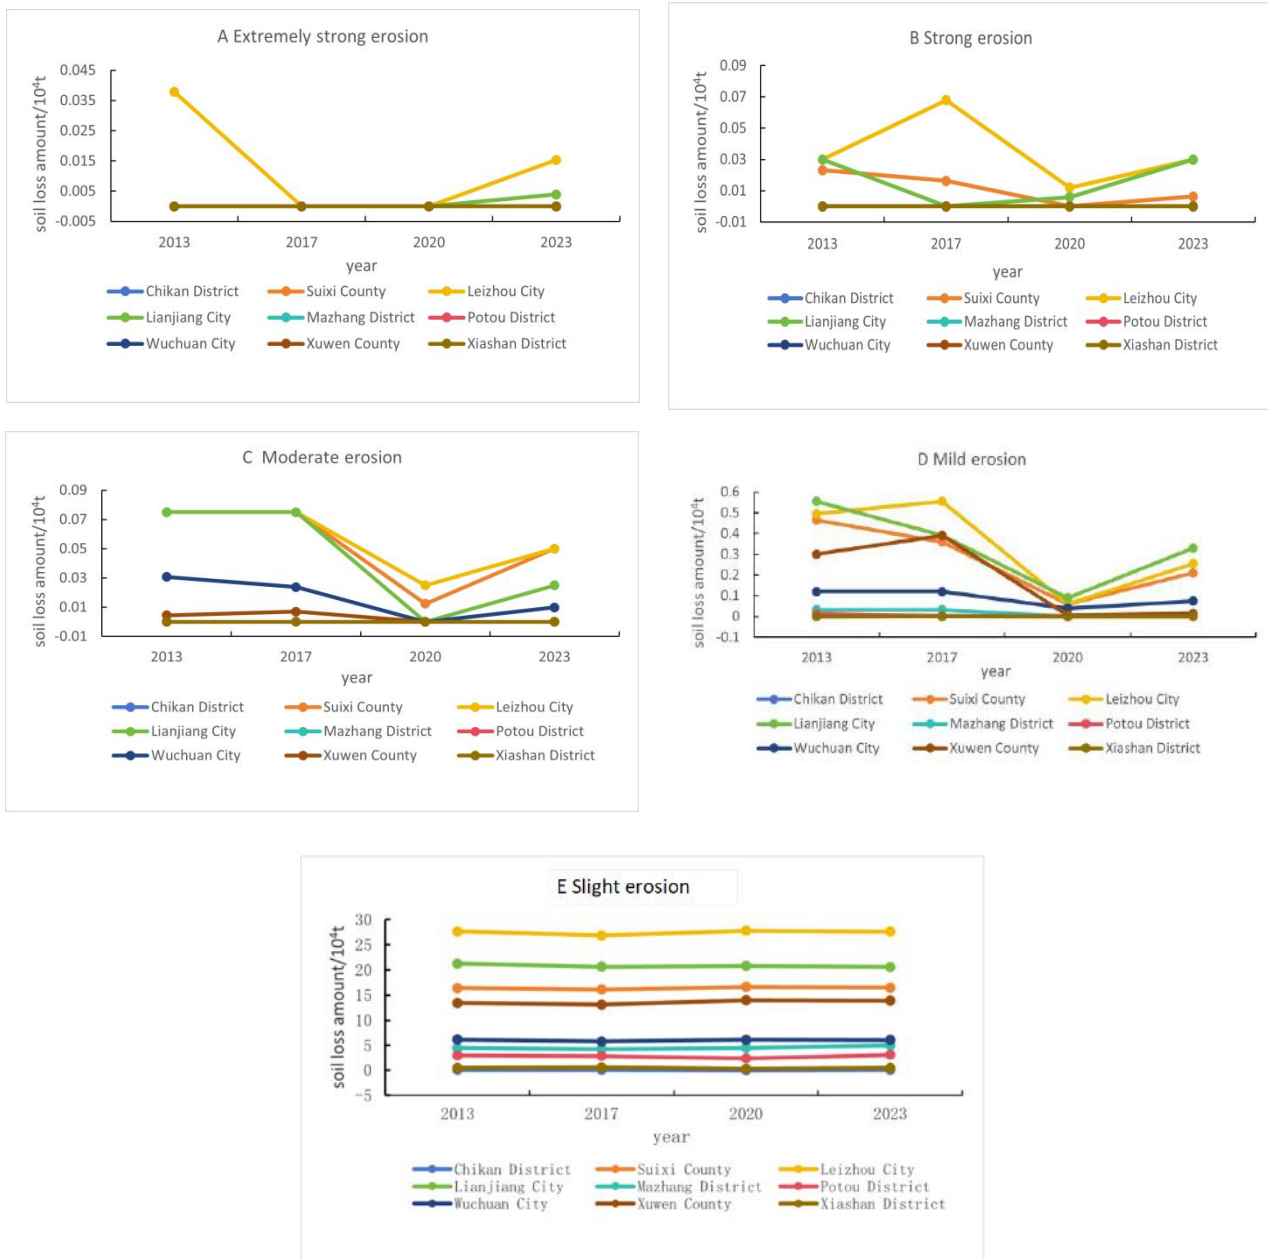 A Extremely strong erosion
soil loss amount/10⁴t
0.045
0.035
0.025
0.015
0.005
-0.005
2013 2017 2020 2023
year
Chikan District Suixi County Leizhou City
Lianjiang City Mazhang District Potou District
Wuchuan City Xuwen County Xiashan District
B Strong erosion
soil loss amount/10⁴t
0.09
0.07
0.05
0.03
0.01
-0.01
2013 2017 2020 2023
year
Chikan District Suixi County Leizhou City
Lianjiang City Mazhang District Potou District
Wuchuan City Xuwen County Xiashan District
C Moderate erosion
soil loss amount/10⁴t
0.09
0.07
0.05
0.03
0.01
-0.01
2013 2017 2020 2023
year
Chikan District Suixi County Leizhou City
Lianjiang City Mazhang District Potou District
Wuchuan City Xuwen County Xiashan District
D Mild erosion
soil loss amount/10⁴t
0.6
0.5
0.4
0.3
0.2
0.1
0
-0.1
2013 2017 2020 2023
year
Chikan District Suixi County Leizhou City
Lianjiang City Mazhang District Potou District
Wuchuan City Xuwen County Xiashan District
E Slight erosion
soil loss amount/10⁴t
30
25
20
15
10
5
0
-5
2013 2017 2020 2023
year
Chikan District Suixi County Leizhou City
Lianjiang City Mazhang District Potou District
Wuchuan City Xuwen County Xiashan District